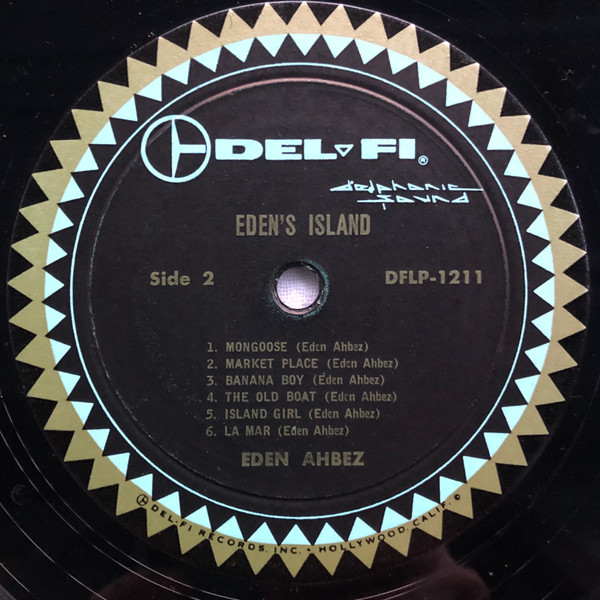 DEL-FI®
delphonic
sound
EDEN'S ISLAND
Side 2
DFLP-1211
1. MONGOOSE (Eden Ahbez)
2. MARKET PLACE (Eden Ahbez)
3. BANANA BOY (Eden Ahbez)
4. THE OLD BOAT (Eden Ahbez)
5. ISLAND GIRL (Eden Ahbez)
6. LA MAR (Eden Ahbez)
EDEN AHBEZ
©DEL-FI RECORDS, INC. • HOLLYWOOD, CALIF. ©